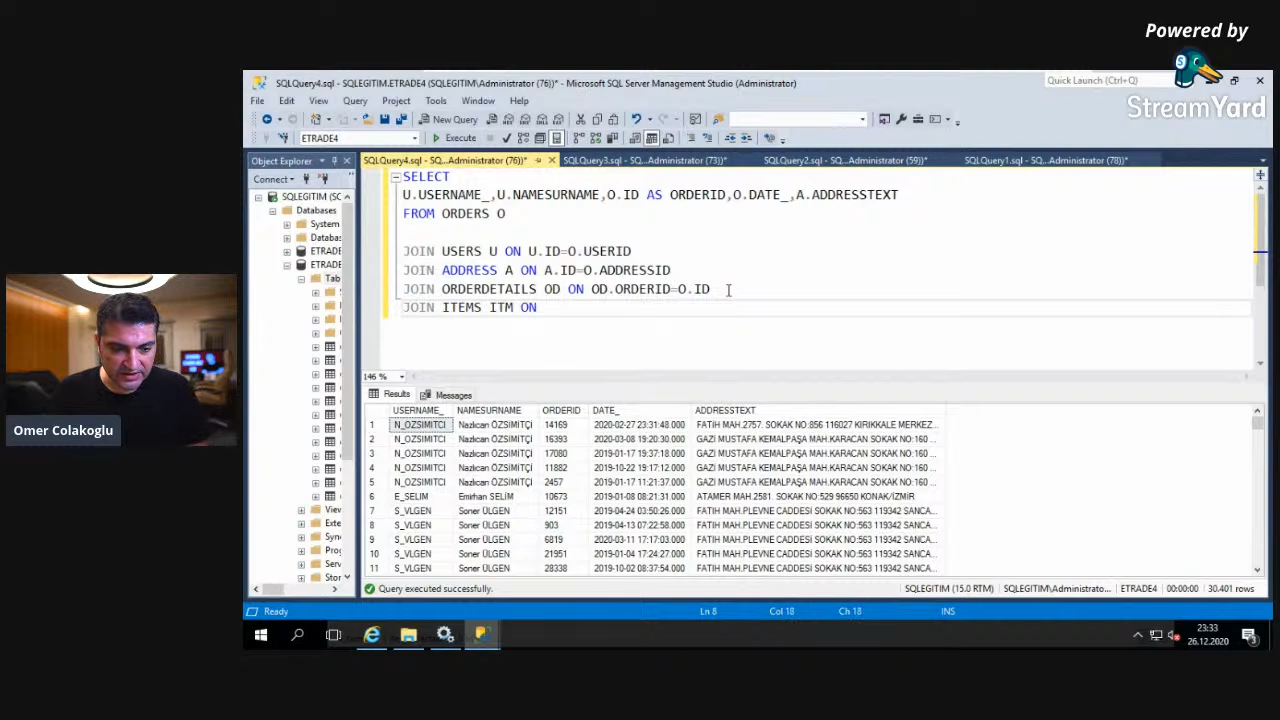 Powered by
StreamYard
SQLQuery4.sql - SQLEGITIM.ETRADE4 (SQLEGITIM\Administrator (76))* - Microsoft SQL Server Management Studio (Administrator)
Quick Launch (Ctrl+Q)
File Edit View Query Project Tools Window Help
New Query
ETRADE4
Execute
Object Explorer
SQLQuery4.sql - SQ...Administrator (76))*
SQLQuery3.sql - SQ...Administrator (73))*
SQLQuery2.sql - SQ...Administrator (59))*
SQLQuery1.sql - SQ...Administrator (78))*
Connect
SQLEGITIM (SC
Databases
System
Databas
ETRADE
ETRADE
Tab
View
Exter
Syno
Prog
Serv
Stor
SELECT
U.USERNAME_,U.NAMESURNAME,O.ID AS ORDERID,O.DATE_,A.ADDRESSTEXT
FROM ORDERS O
JOIN USERS U ON U.ID=O.USERID
JOIN ADDRESS A ON A.ID=O.ADDRESSID
JOIN ORDERDETAILS OD ON OD.ORDERID=O.ID
JOIN ITEMS ITM ON
146 %
Results Messages
USERNAME_ NAMESURNAME ORDERID DATE_ ADDRESSTEXT
1 N_OZSIMITCI Nazlıcan ÖZSİMİTÇİ 14169 2020-02-27 23:31:48.000 FATİH MAH.2757. SOKAK NO:856 116027 KIRIKKALE MERKEZ...
2 N_OZSIMITCI Nazlıcan ÖZSİMİTÇİ 16393 2020-03-08 19:20:30.000 GAZİ MUSTAFA KEMALPAŞA MAH.KARACAN SOKAK NO:160 ...
3 N_OZSIMITCI Nazlıcan ÖZSİMİTÇİ 17080 2019-01-17 19:37:18.000 GAZİ MUSTAFA KEMALPAŞA MAH.KARACAN SOKAK NO:160 ...
4 N_OZSIMITCI Nazlıcan ÖZSİMİTÇİ 11882 2019-10-22 19:17:12.000 GAZİ MUSTAFA KEMALPAŞA MAH.KARACAN SOKAK NO:160 ...
5 N_OZSIMITCI Nazlıcan ÖZSİMİTÇİ 2457 2019-01-17 11:21:37.000 GAZİ MUSTAFA KEMALPAŞA MAH.KARACAN SOKAK NO:160 ...
6 E_SELIM Emirhan SELİM 10673 2019-01-08 08:21:31.000 ATAMER MAH.2581. SOKAK NO:529 96650 KONAK/İZMİR
7 S_VLGEN Soner ÜLGEN 12151 2019-04-24 03:50:26.000 FATİH MAH.PLEVNE CADDESİ SOKAK NO:563 119342 SANCA...
8 S_VLGEN Soner ÜLGEN 903 2019-04-13 07:22:58.000 FATİH MAH.PLEVNE CADDESİ SOKAK NO:563 119342 SANCA...
9 S_VLGEN Soner ÜLGEN 6819 2020-03-11 17:17:03.000 FATİH MAH.PLEVNE CADDESİ SOKAK NO:563 119342 SANCA...
10 S_VLGEN Soner ÜLGEN 21951 2019-01-04 17:24:27.000 FATİH MAH.PLEVNE CADDESİ SOKAK NO:563 119342 SANCA...
11 S_VLGEN Soner ÜLGEN 28338 2019-10-02 08:37:54.000 FATİH MAH.PLEVNE CADDESİ SOKAK NO:563 119342 SANCA...
Query executed successfully.
SQLEGITIM (15.0 RTM) SQLEGITIM\Administrato... ETRADE4 00:00:00 30.401 rows
Ready Ln 8 Col 18 Ch 18 INS
Omer Colakoglu
23:33
26.12.2020
3